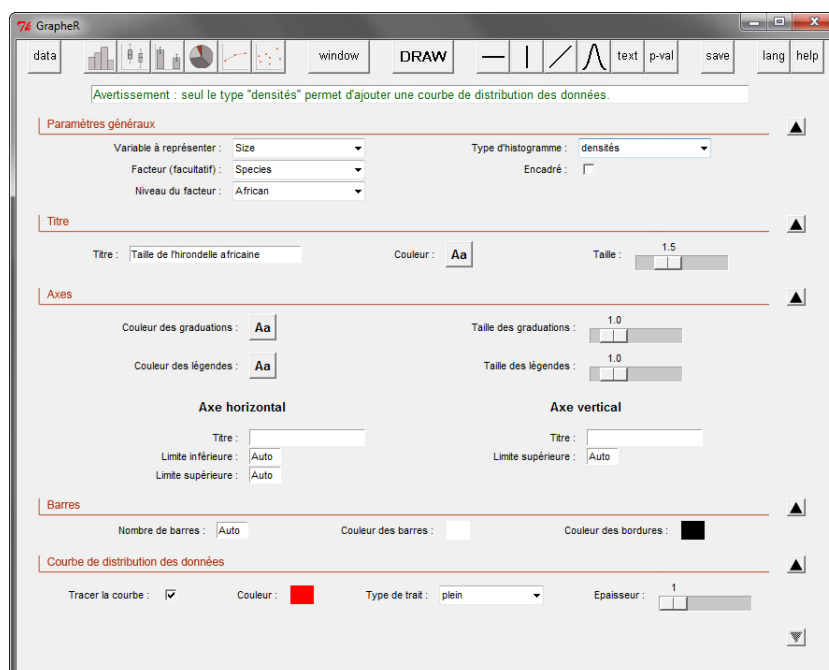 GrapheR
data window DRAW text p-val save lang help
Avertissement : seul le type "densités" permet d'ajouter une courbe de distribution des données.
Paramètres généraux
Variable à représenter : Size Type d'histogramme : densités
Facteur (facultatif) : Species Encadré :
Niveau du facteur : African
Titre
Titre : Taille de l'hirondelle africaine Couleur : Aa Taille : 1.5
Axes
Couleur des graduations : Aa Taille des graduations : 1.0
Couleur des légendes : Aa Taille des légendes : 1.0
Axe horizontal Axe vertical
Titre : Titre :
Limite inférieure : Auto Limite supérieure : Auto
Limite supérieure : Auto
Barres
Nombre de barres : Auto Couleur des barres : Couleur des bordures :
Courbe de distribution des données
Tracer la courbe : Couleur : Type de trait : plein Epaisseur : 1